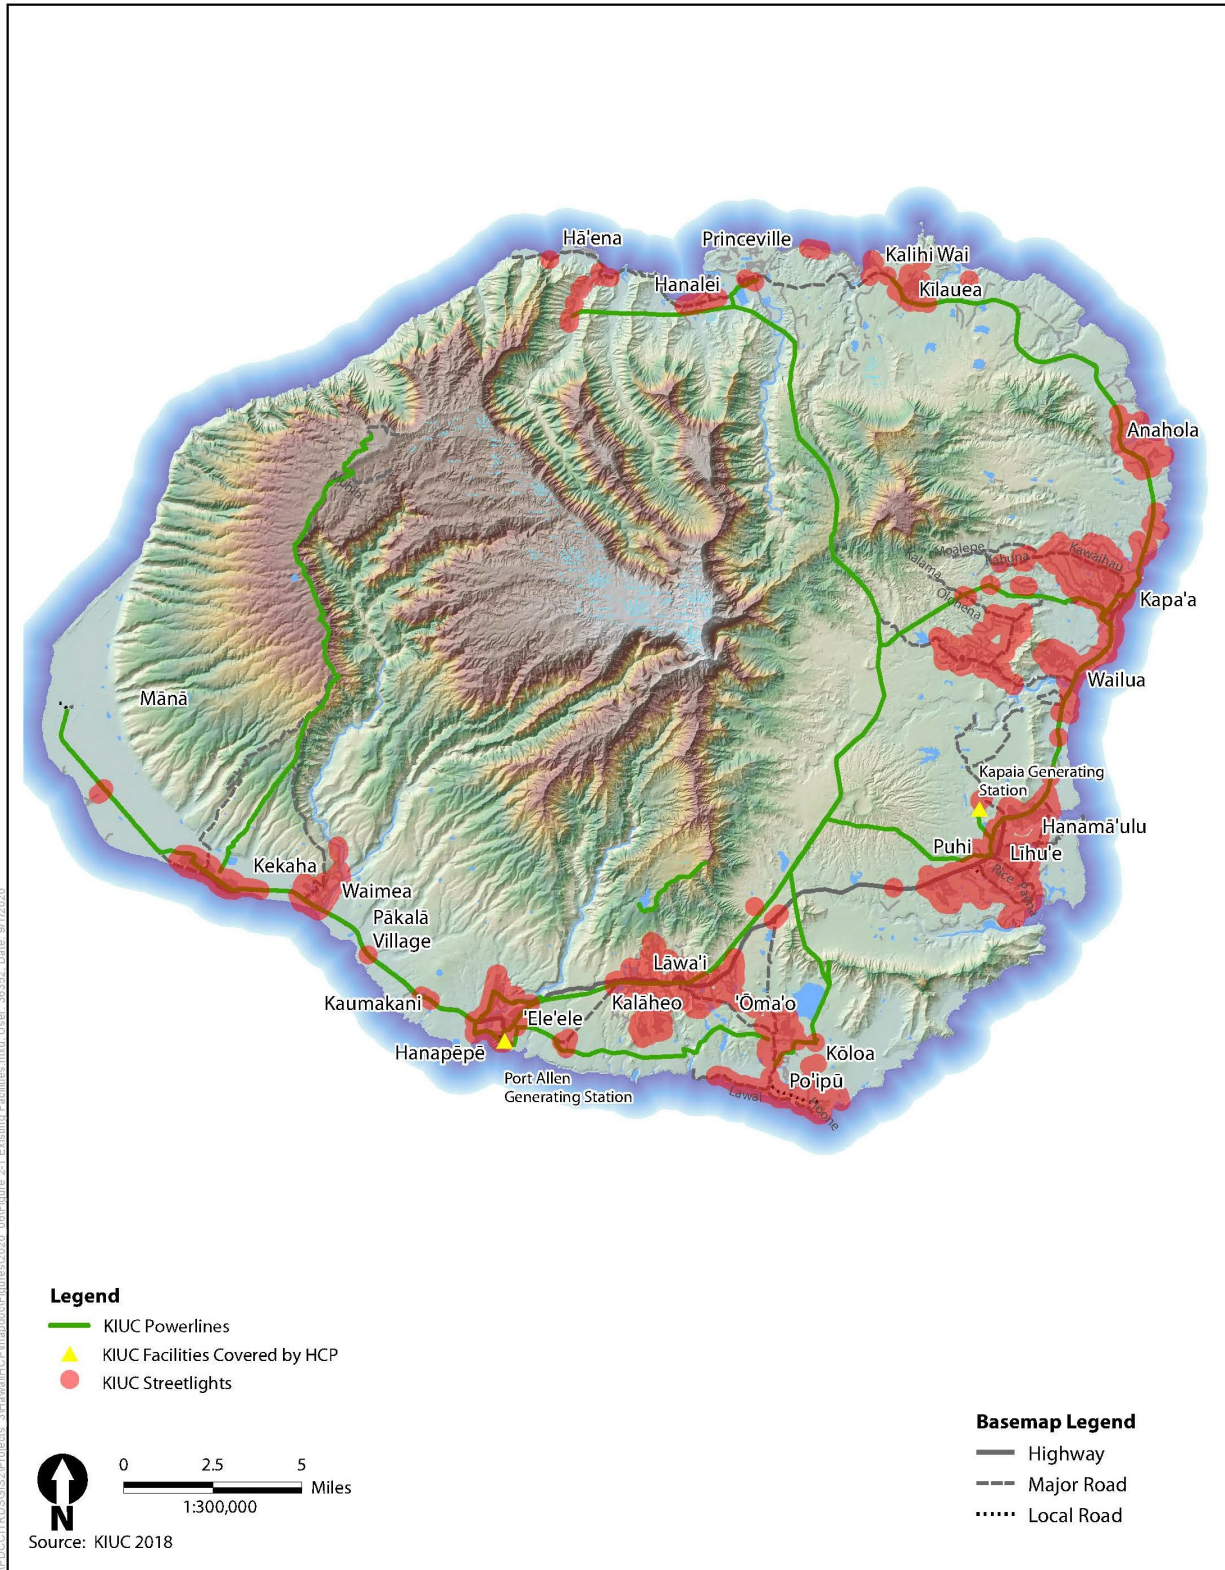 Hā'ena
Princeville
Kalihi Wai
Hanalei
Kīlauea
Anahola
Moalepe
Kahuna
Kawaihau
Kalama
Olohena
Kapa'a
Wailua
Mānā
Kapaia Generating
Station
Hanamā'ulu
Puhi
Līhu'e
Rice
Kekaha
Waimea
Pākalā
Village
Lāwa'i
Kaumakani
Kalāheo
'Ōma'o
'Ele'ele
Hanapēpē
Kōloa
Port Allen
Generating Station
Po'ipū
Lawai
Hoone
Legend
KIUC Powerlines
KIUC Facilities Covered by HCP
KIUC Streetlights
Basemap Legend
Highway
Major Road
Local Road
0 2.5 5
Miles
1:300,000
N
Source: KIUC 2018